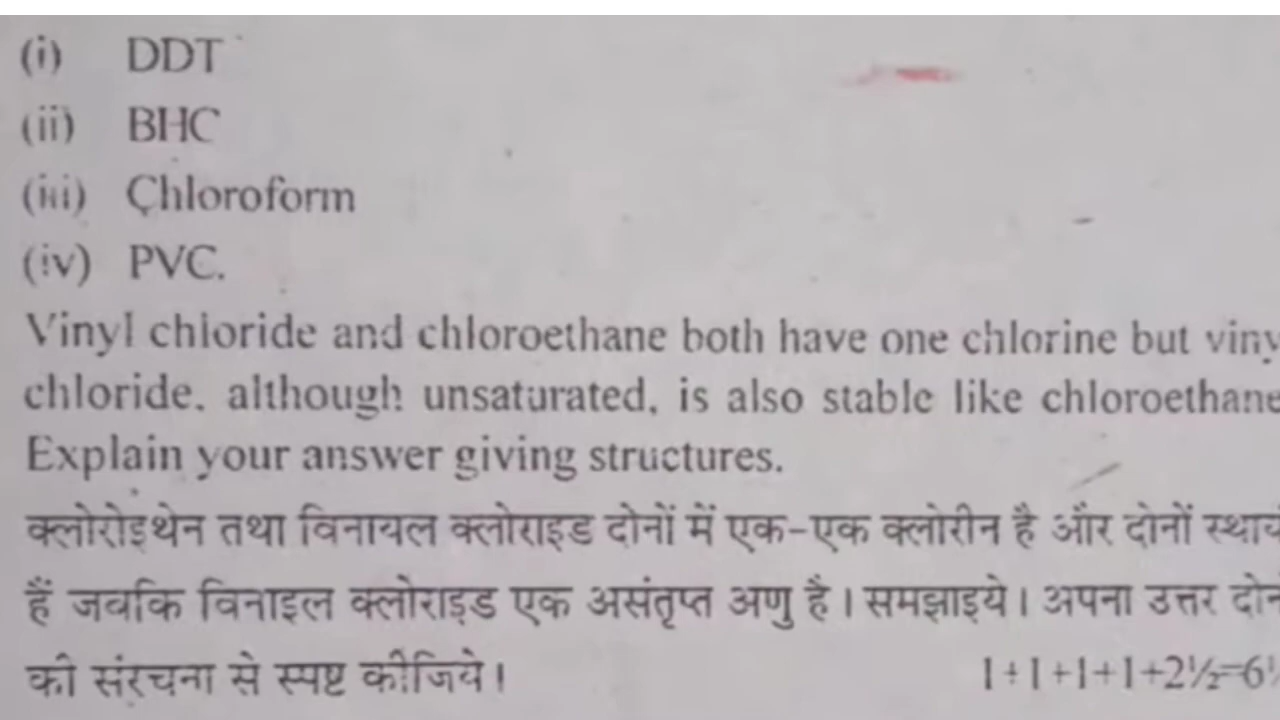 (i) DDT
(ii) BHC
(iii) Chloroform
(iv) PVC.
Vinyl chloride and chloroethane both have one chlorine but viny
chloride, although unsaturated, is also stable like chloroethane
Explain your answer giving structures.
क्लोरोइथेन तथा विनायल क्लोराइड दोनों में एक-एक क्लोरीन है और दोनों
हैं जबकि विनाइल क्लोराइड एक असंतृप्त अणु है। समझाइये। अपना उत्तर
की संरचना से स्पष्ट कीजिये।
1+1+1+1+2½=6